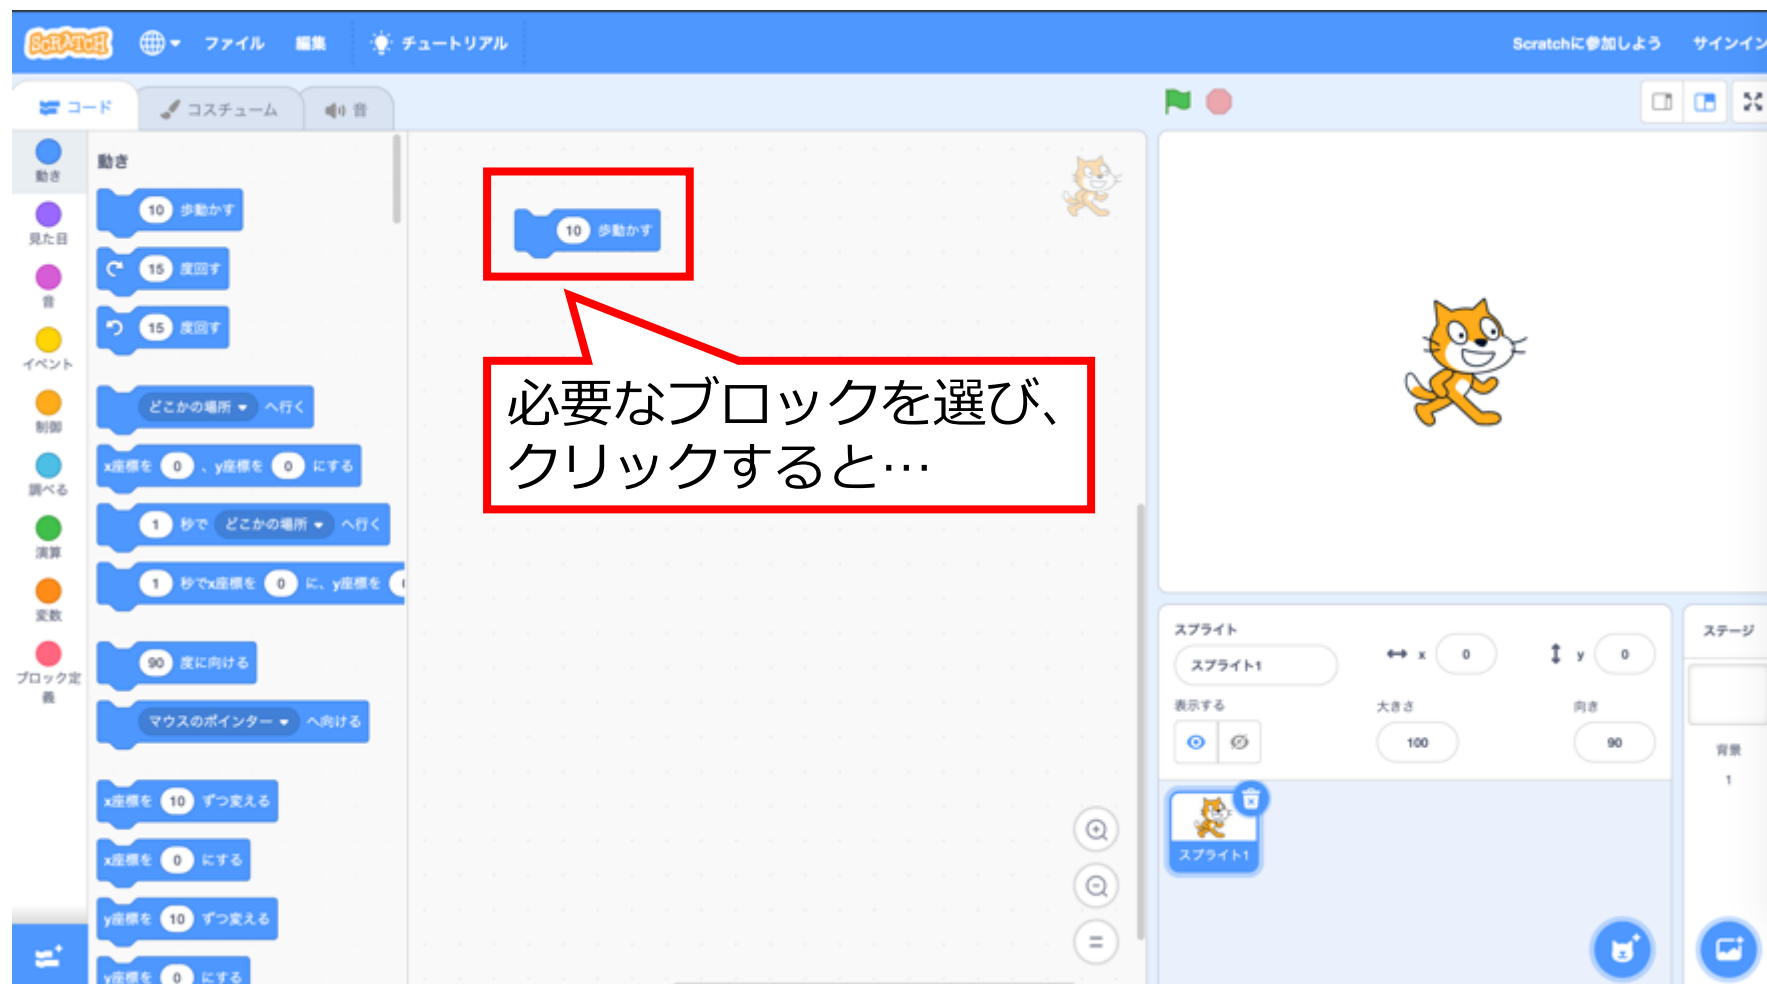 SCRATCH ファイル 編集 チュートリアル Scratchに参加しよう サインイン
コード コスチューム 音
動き
見た目
音
イベント
制御
調べる
演算
変数
ブロック定
義
動き
10 歩動かす
15 度回す
15 度回す
どこかの場所 へ行く
x座標を 0 、y座標を 0 にする
1 秒で どこかの場所 へ行く
1 秒でx座標を 0 に、y座標を
90 度に向ける
マウスのポインター へ向ける
x座標を 10 ずつ変える
x座標を 0 にする
y座標を 10 ずつ変える
y座標を 0 にする
10 歩動かす
必要なブロックを選び、
クリックすると…
スプライト
スプライト1 x 0 y 0
表示する 大きさ 向き
100 90
スプライト1
ステージ
背景
1